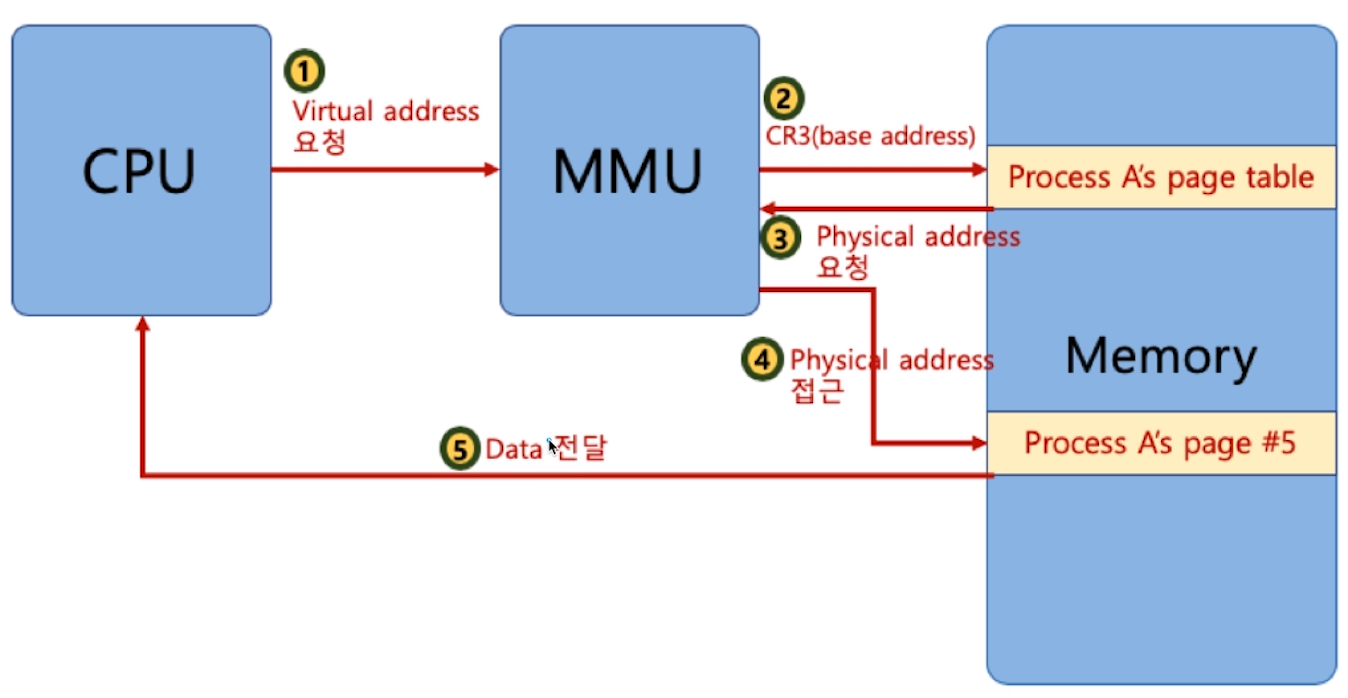 CPU
1
Virtual address
요청
MMU
2
CR3(base address)
Process A's page table
3
Physical address
요청
4
Physical address
접근
Memory
Process A's page #5
5
Data 전달